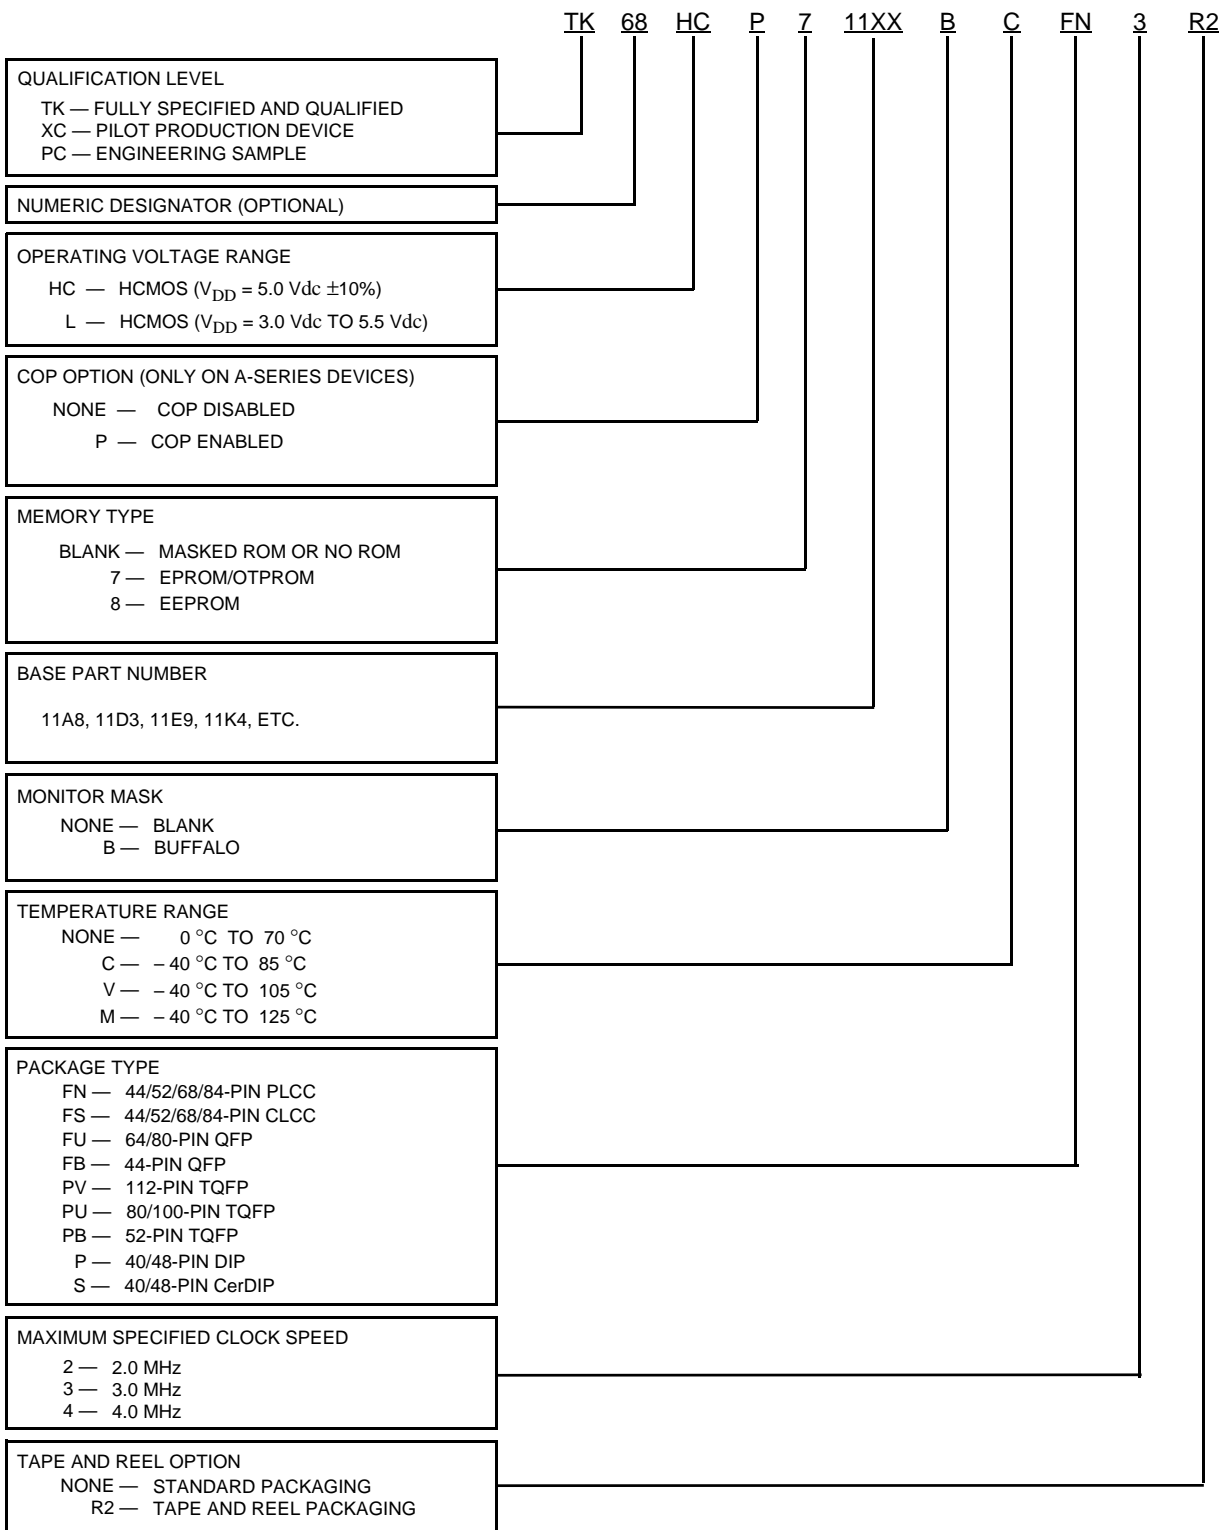 TK 68 HC P 7 11XX B C FN 3 R2
QUALIFICATION LEVEL
TK — FULLY SPECIFIED AND QUALIFIED
XC — PILOT PRODUCTION DEVICE
PC — ENGINEERING SAMPLE
NUMERIC DESIGNATOR (OPTIONAL)
OPERATING VOLTAGE RANGE
HC — HCMOS (VDD = 5.0 Vdc ±10%)
L — HCMOS (VDD = 3.0 Vdc TO 5.5 Vdc)
COP OPTION (ONLY ON A-SERIES DEVICES)
NONE — COP DISABLED
P — COP ENABLED
MEMORY TYPE
BLANK — MASKED ROM OR NO ROM
7 — EPROM/OTPROM
8 — EEPROM
BASE PART NUMBER
11A8, 11D3, 11E9, 11K4, ETC.
MONITOR MASK
NONE — BLANK
B — BUFFALO
TEMPERATURE RANGE
NONE — 0 °C TO 70 °C
C — – 40 °C TO 85 °C
V — – 40 °C TO 105 °C
M — – 40 °C TO 125 °C
PACKAGE TYPE
FN — 44/52/68/84-PIN PLCC
FS — 44/52/68/84-PIN CLCC
FU — 64/80-PIN QFP
FB — 44-PIN QFP
PV — 112-PIN TQFP
PU — 80/100-PIN TQFP
PB — 52-PIN TQFP
P — 40/48-PIN DIP
S — 40/48-PIN CerDIP
MAXIMUM SPECIFIED CLOCK SPEED
2 — 2.0 MHz
3 — 3.0 MHz
4 — 4.0 MHz
TAPE AND REEL OPTION
NONE — STANDARD PACKAGING
R2 — TAPE AND REEL PACKAGING